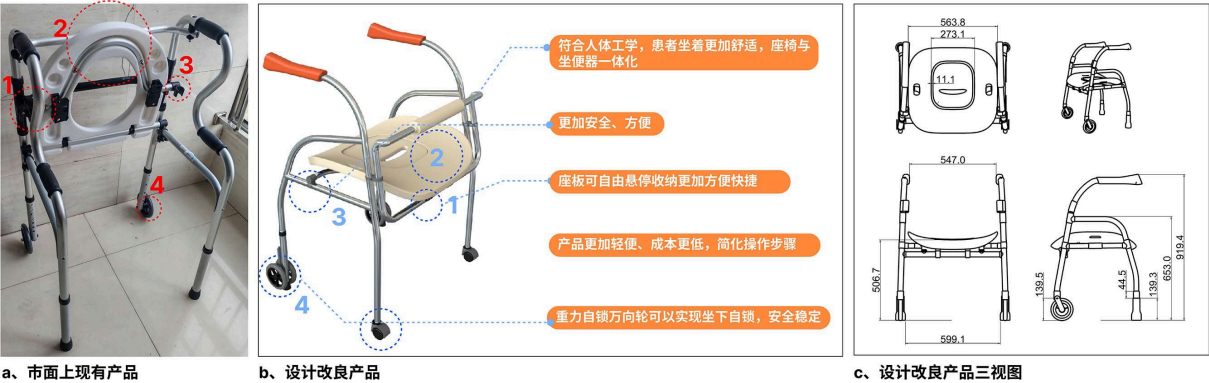 2
3
1
4
符合人体工学，患者坐着更加舒适，座椅与
坐便器一体化
更加安全、方便
2
座板可自由悬停收纳更加方便快捷
1
3
产品更加轻便、成本更低，简化操作步骤
4
重力自锁万向轮可以实现坐下自锁，安全稳定
563.8
273.1
11.1
547.0
506.7
599.1
139.5
44.5
139.3
653.0
919.4
a、市面上现有产品
b、设计改良产品
c、设计改良产品三视图